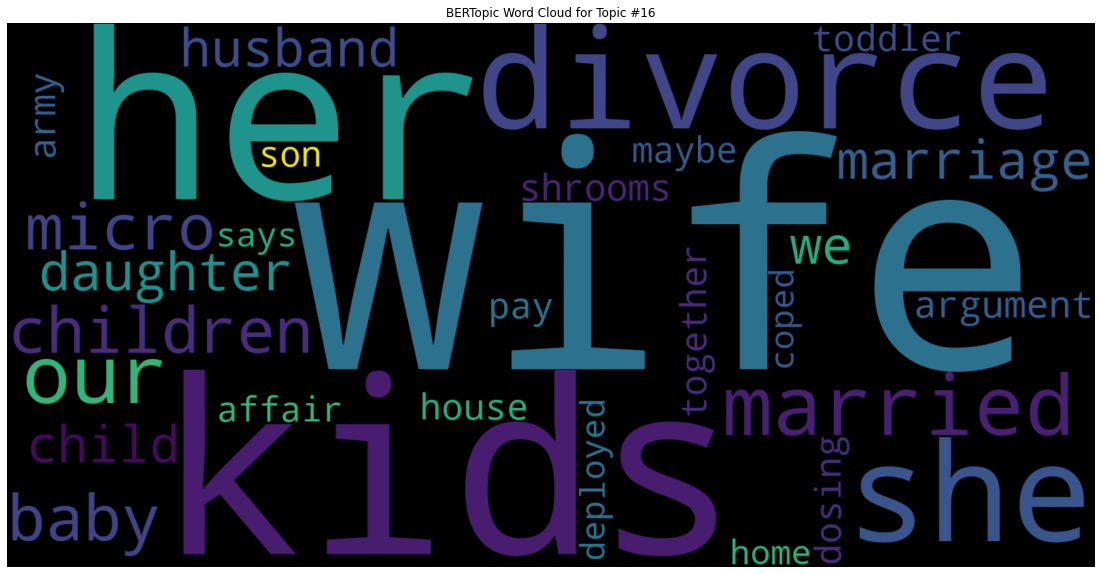 BERTopic Word Cloud for Topic #16
husband
her
divorce
toddler
army
son
maybe
marriage
shrooms
micro
says
wife
we
daughter
pay
together
coped
argument
children
our
kids
affair
house
married
child
deployed
dosing
she
baby
home